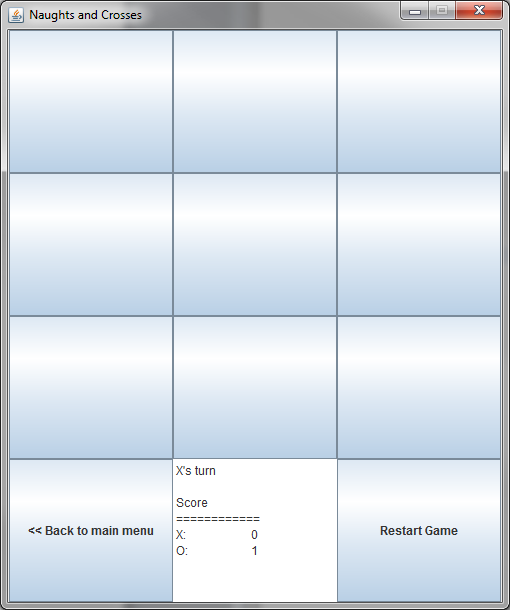 Naughts and Crosses
<< Back to main menu
X's turn
Score
============
X: 0
O: 1
Restart Game